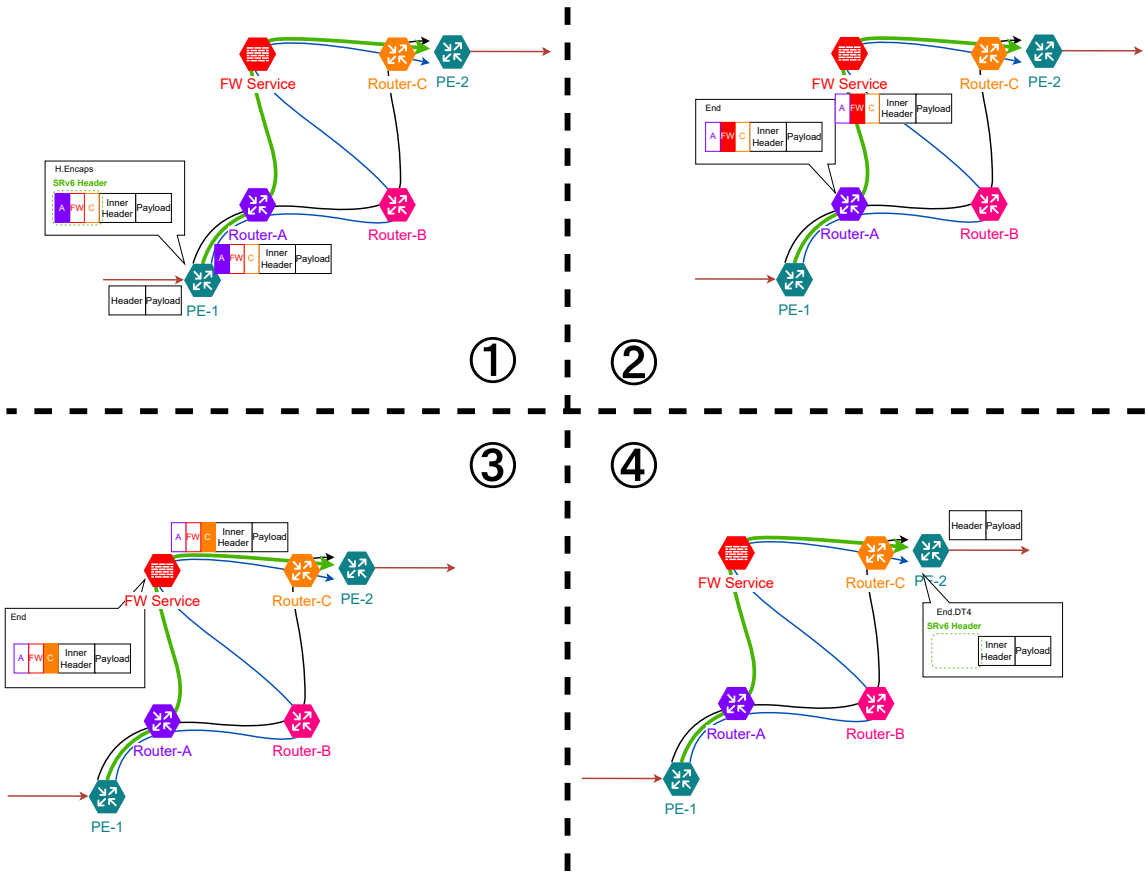 FW Service
Router-C
PE-2
H.Encaps
SRv6 Header
A FW C Inner Header Payload
Router-A
Router-B
A FW C Inner Header Payload
Header Payload
PE-1
①
FW Service
Router-C
PE-2
A FW C Inner Header Payload
End
A FW C Inner Header Payload
Router-A
Router-B
PE-1
②
③
A FW C Inner Header Payload
FW Service
Router-C
PE-2
End
A FW C Inner Header Payload
Router-A
Router-B
PE-1
④
Header Payload
FW Service
Router-C
PE-2
End.DT4
SRv6 Header
Inner Header Payload
Router-A
Router-B
PE-1